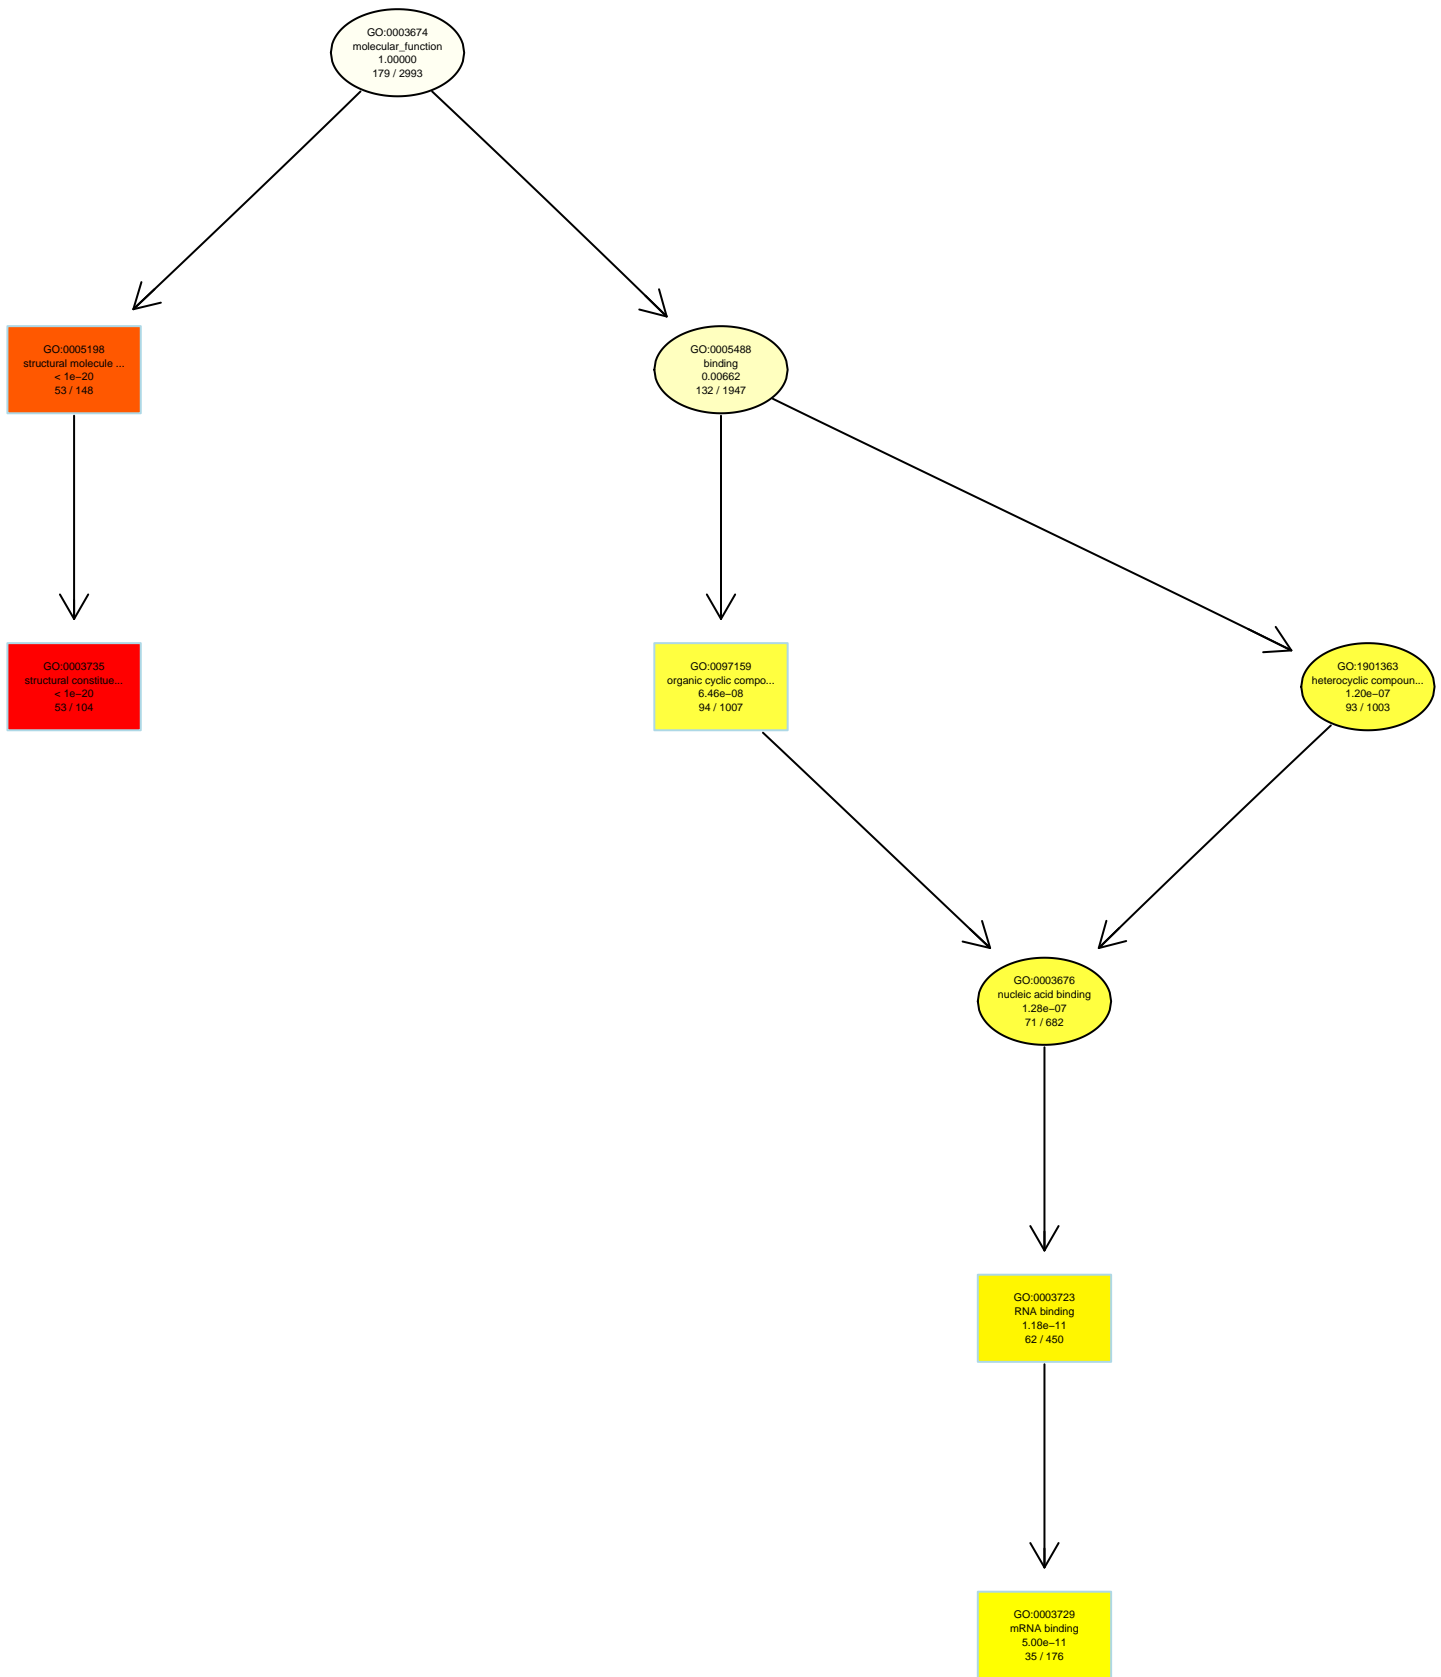 GO:0003674
molecular_function
1.00000
179 / 2993
GO:0005198
structural molecule ...
< 1e−20
53 / 148
GO:0005488
binding
0.00662
132 / 1947
GO:0003735
structural constitue...
< 1e−20
53 / 104
GO:0097159
organic cyclic compo...
6.46e−08
94 / 1007
GO:1901363
heterocyclic compoun...
1.20e−07
93 / 1003
GO:0003676
nucleic acid binding
1.28e−07
71 / 682
GO:0003723
RNA binding
1.18e−11
62 / 450
GO:0003729
mRNA binding
5.00e−11
35 / 176